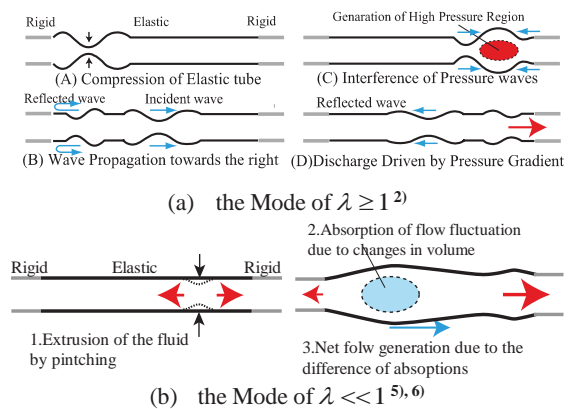 Rigid Elastic Rigid
(A) Compression of Elastic tube
Reflected wave Incident wave
(B) Wave Propagation towards the right
Genaration of High Pressure Region
(C) Interference of Pressure waves
Reflected wave
(D)Discharge Driven by Pressure Gradient
(a) the Mode of λ ≥ 1 2)
Rigid Elastic Rigid
1.Extrusion of the fluid
by pintching
2.Absorption of flow fluctuation
due to changes in volume
3.Net folw generation due to the
difference of absoptions
(b) the Mode of λ << 1 5), 6)